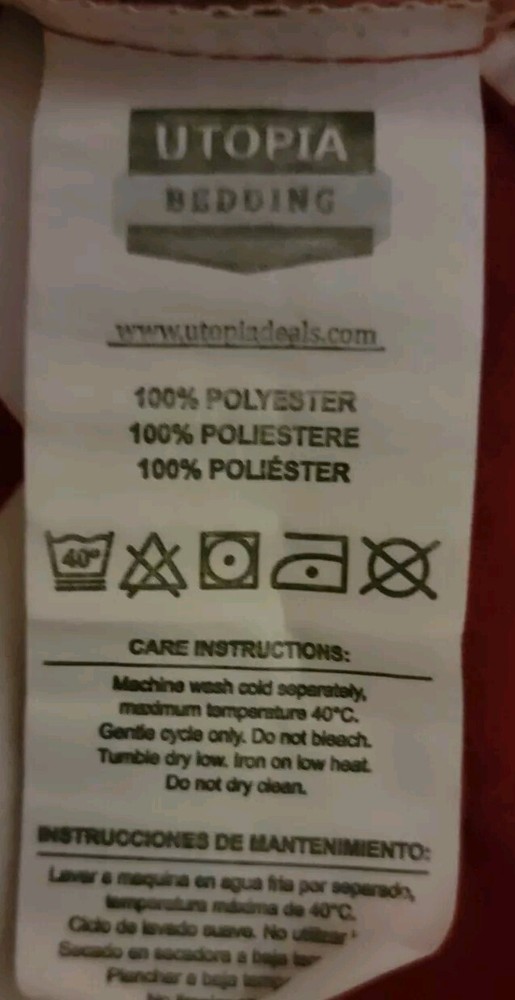 UTOPIA
BEDDING
www.utopiadeals.com
100% POLYESTER
100% POLIESTERE
100% POLIÉSTER
40°
CARE INSTRUCTIONS:
Machine wash cold separately,
maximum temperature 40°C.
Gentle cycle only. Do not bleach.
Tumble dry low. Iron on low heat.
Do not dry clean.
INSTRUCCIONES DE MANTENIMIENTO:
Lavar a maquina en agua fria por separado,
temperatura máxima de 40°C.
Ciclo de lavado suave. No utilizar
Secado en secadora a baja
Planchar a baja
No